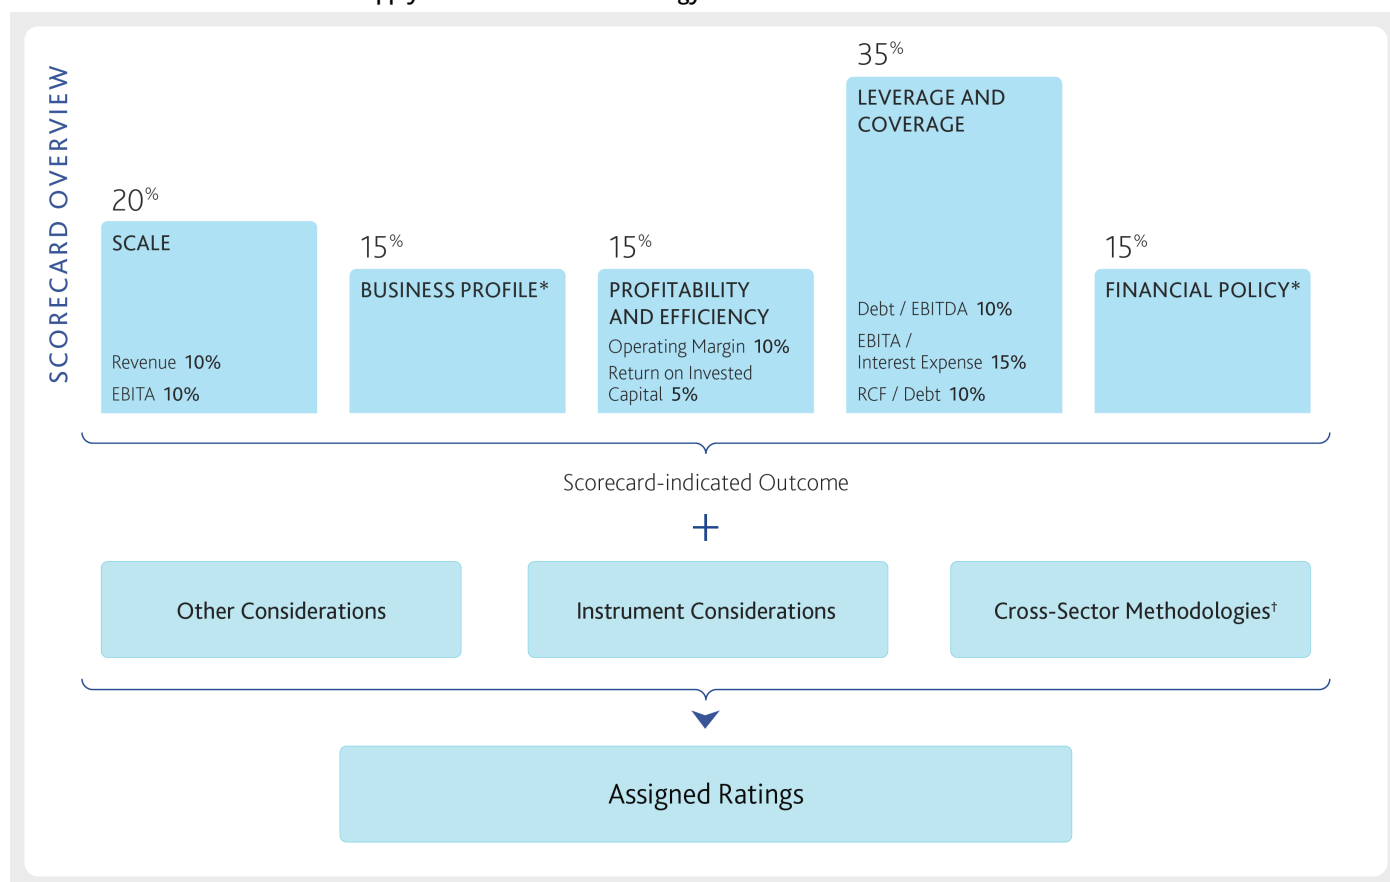 SCORECARD OVERVIEW
20%
SCALE
Revenue 10%
EBITA 10%
15%
BUSINESS PROFILE*
15%
PROFITABILITY
AND EFFICIENCY
Operating Margin 10%
Return on Invested
Capital 5%
35%
LEVERAGE AND
COVERAGE
Debt / EBITDA 10%
EBITA /
Interest Expense 15%
RCF / Debt 10%
15%
FINANCIAL POLICY*
Scorecard-indicated Outcome
+
Other Considerations
Instrument Considerations
Cross-Sector Methodologies†
Assigned Ratings